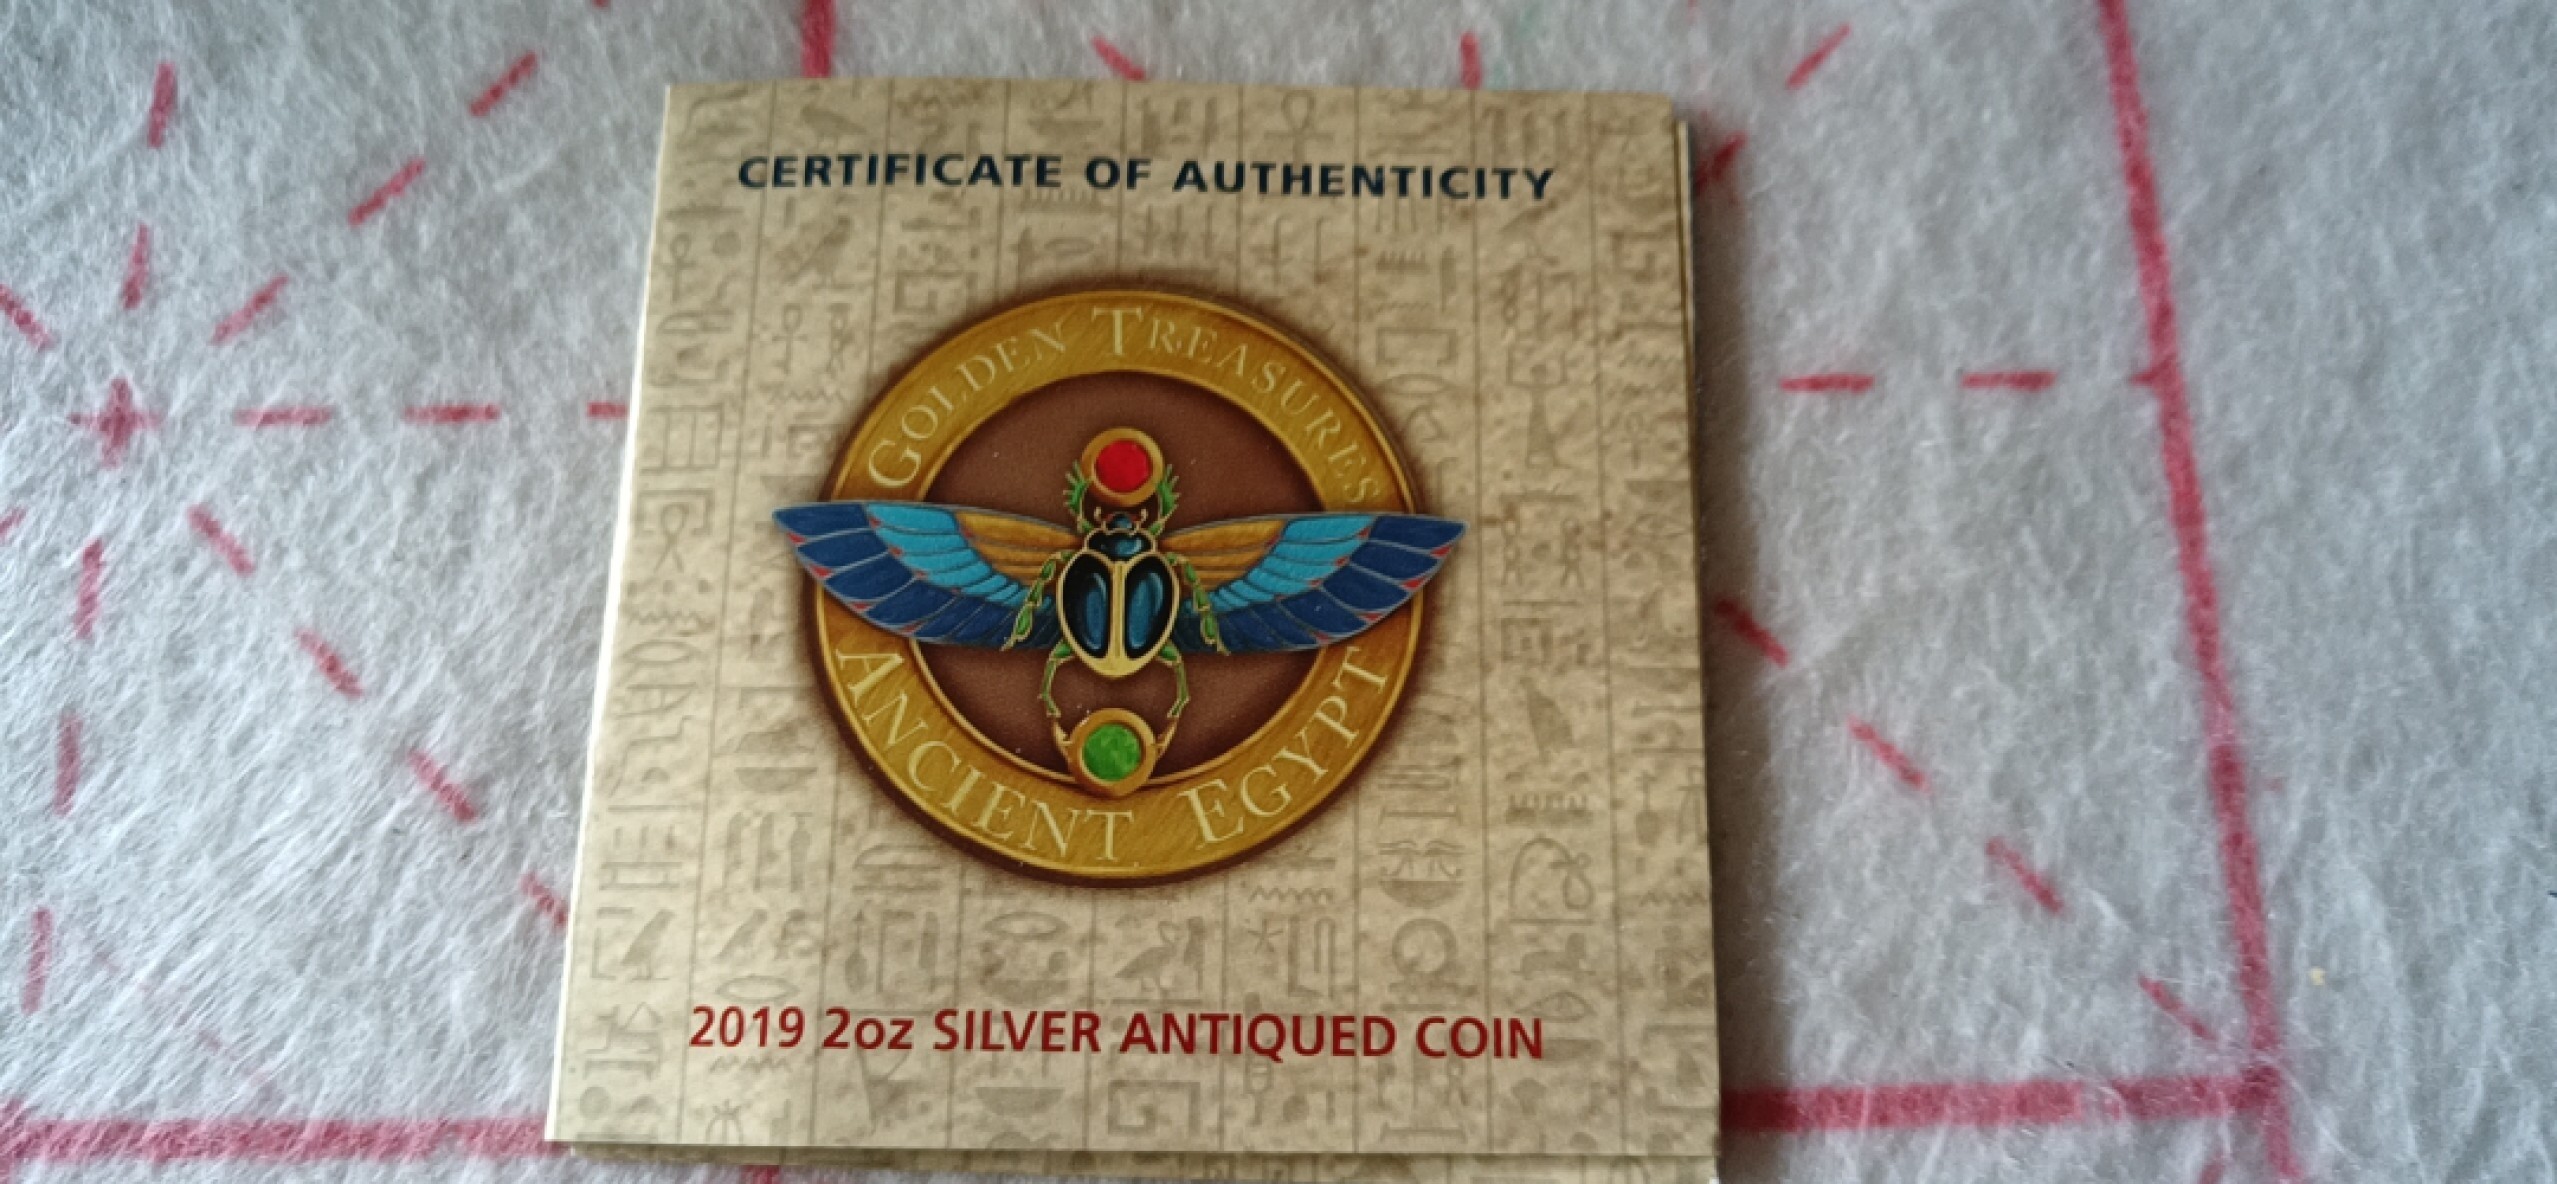 CERTIFICATE OF AUTHENTICITY
GOLDEN TREASURES
ANCIENT EGYPT
2019 2oz SILVER ANTIQUED COIN